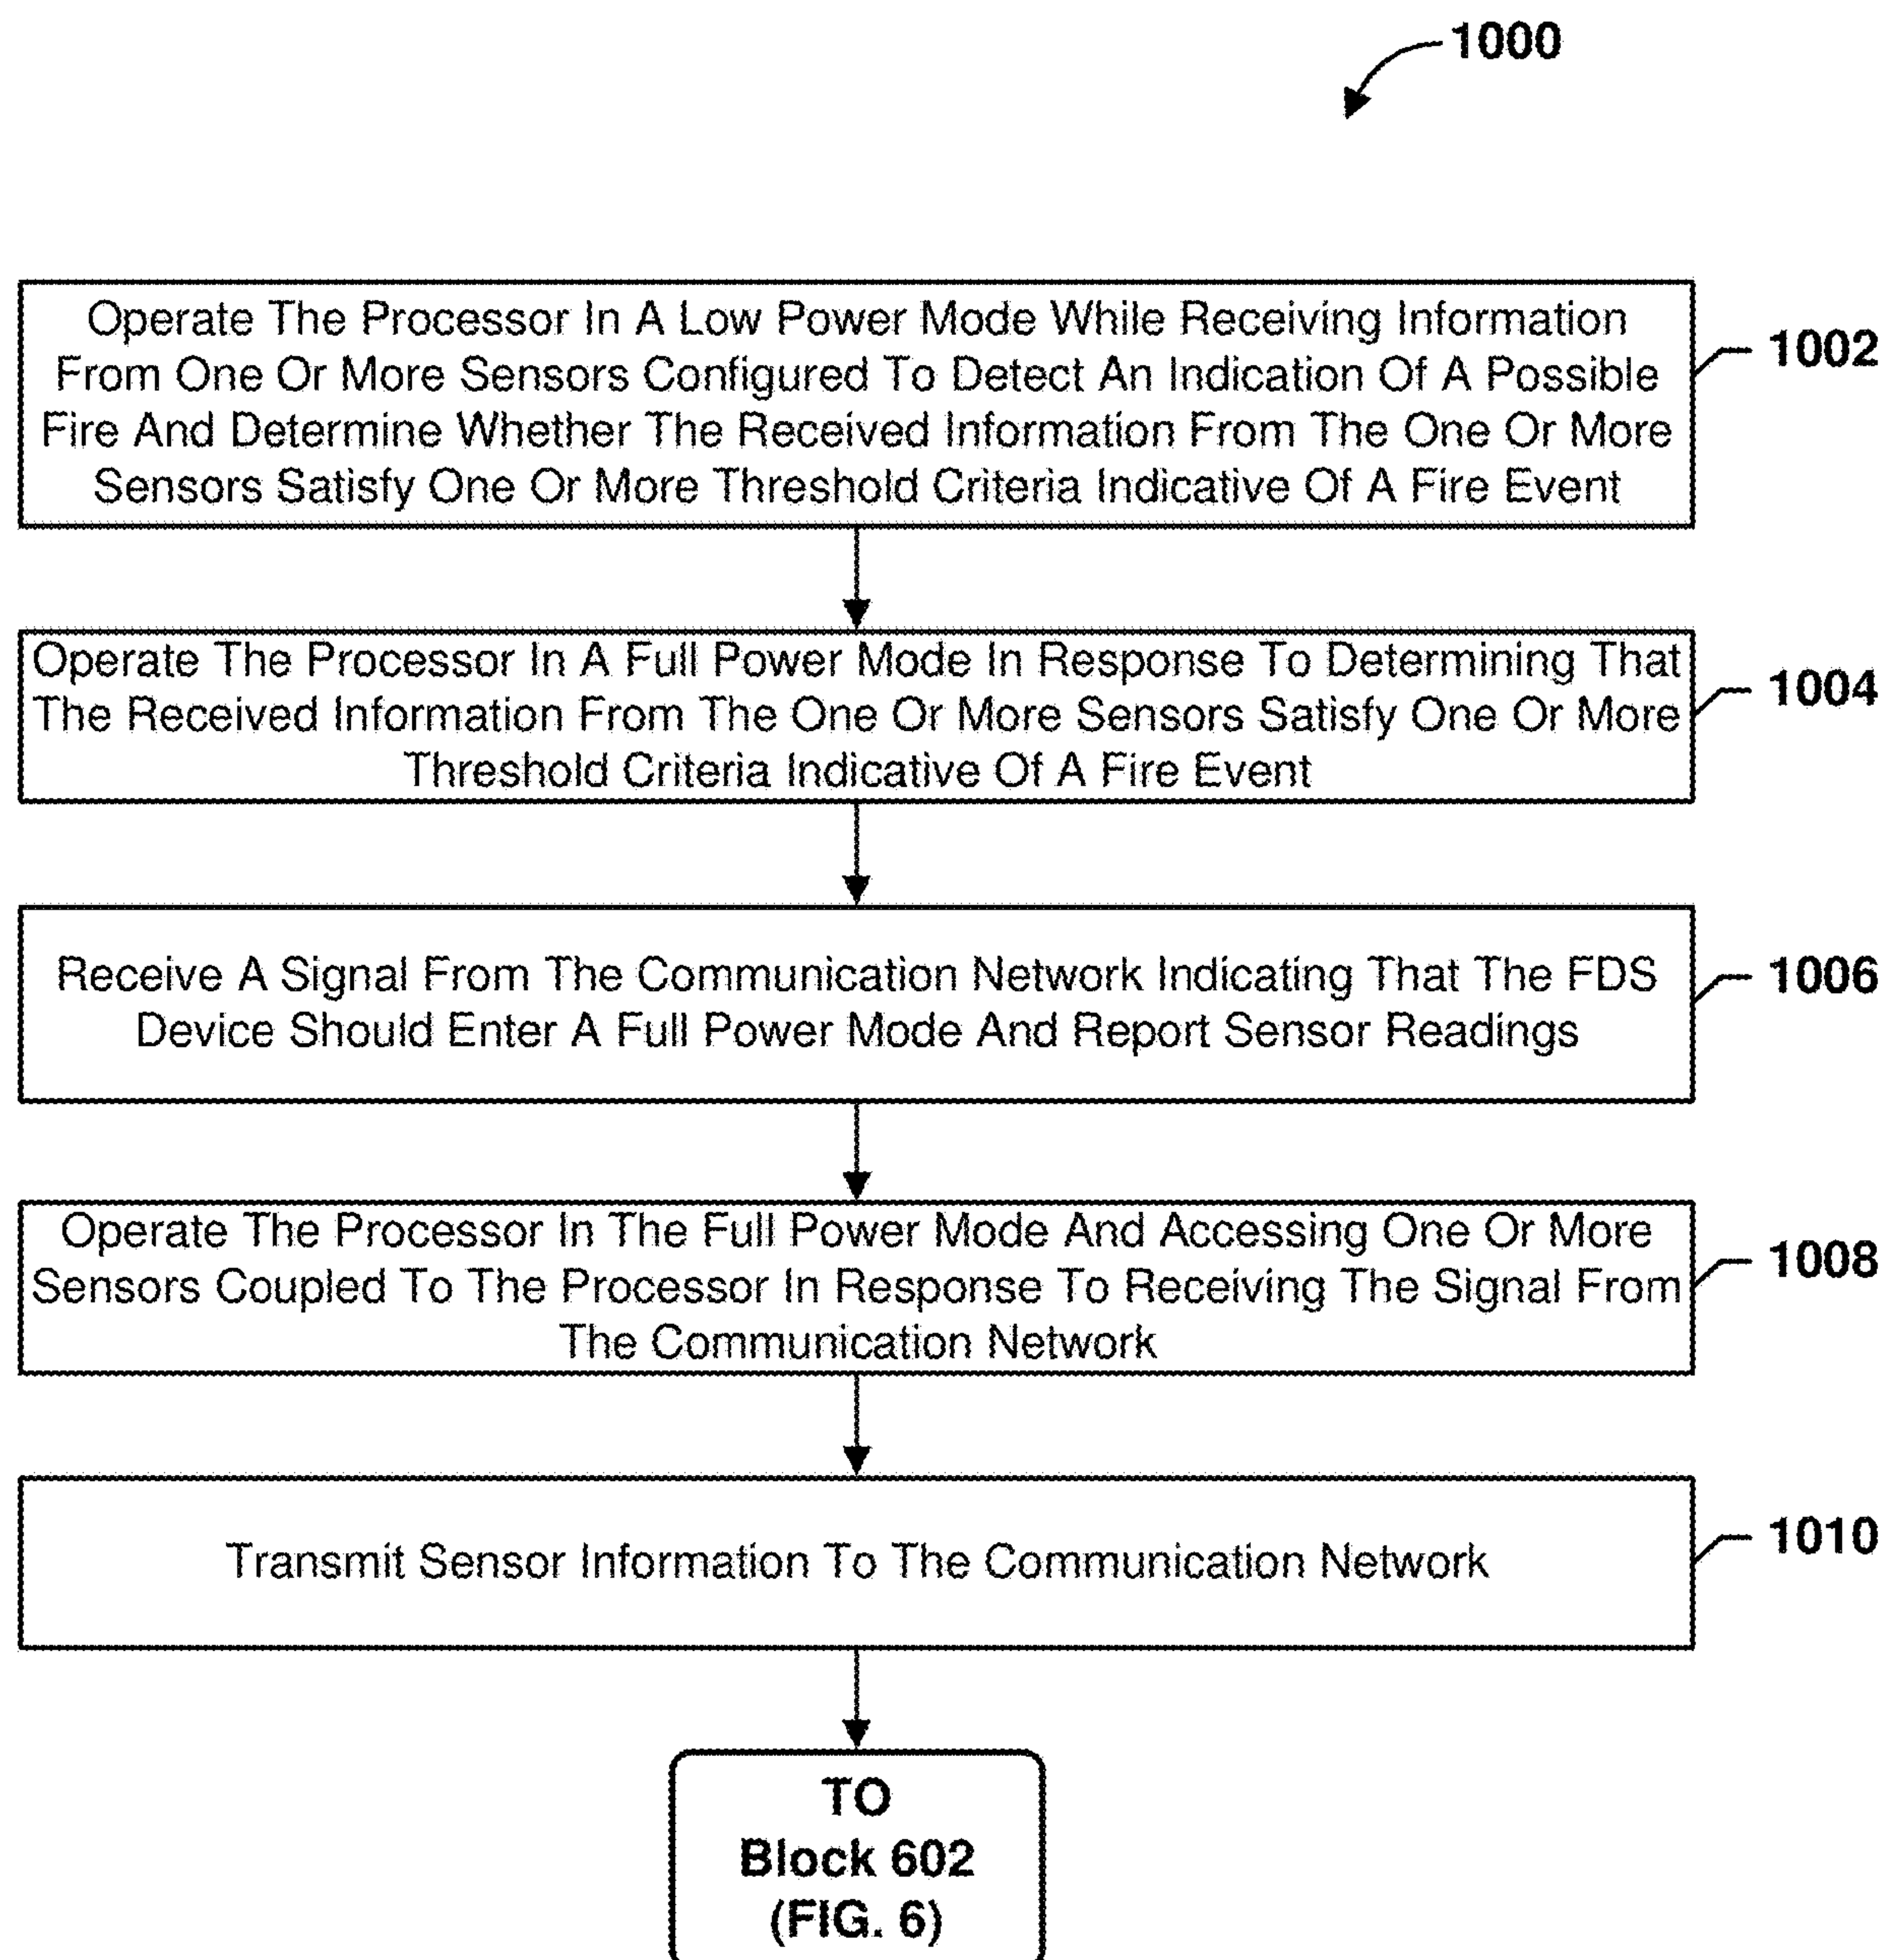 1000
Operate The Processor In A Low Power Mode While Receiving Information
From One Or More Sensors Configured To Detect An Indication Of A Possible
Fire And Determine Whether The Received Information From The One Or More
Sensors Satisfy One Or More Threshold Criteria Indicative Of A Fire Event
1002
Operate The Processor In A Full Power Mode In Response To Determining That
The Received Information From The One Or More Sensors Satisfy One Or More
Threshold Criteria Indicative Of A Fire Event
1004
Receive A Signal From The Communication Network Indicating That The FDS
Device Should Enter A Full Power Mode And Report Sensor Readings
1006
Operate The Processor In The Full Power Mode And Accessing One Or More
Sensors Coupled To The Processor In Response To Receiving The Signal From
The Communication Network
1008
Transmit Sensor Information To The Communication Network
1010
TO
Block 602
(FIG. 6)